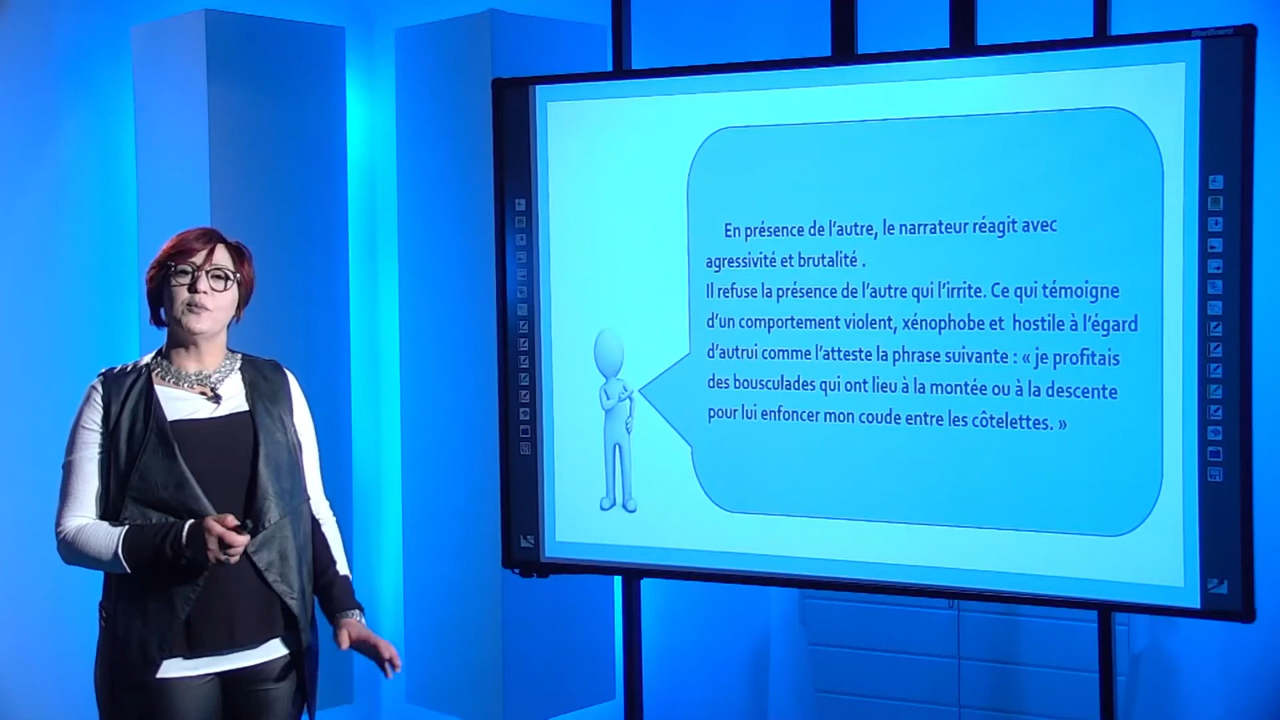 StarBoard
En présence de l'autre, le narrateur réagit avec
agressivité et brutalité .
Il refuse la présence de l'autre qui l'irrite. Ce qui témoigne
d'un comportement violent, xénophobe et hostile à l'égard
d'autrui comme l'atteste la phrase suivante : « je profitais
des bousculades qui ont lieu à la montée ou à la descente
pour lui enfoncer mon coude entre les côtelettes. »